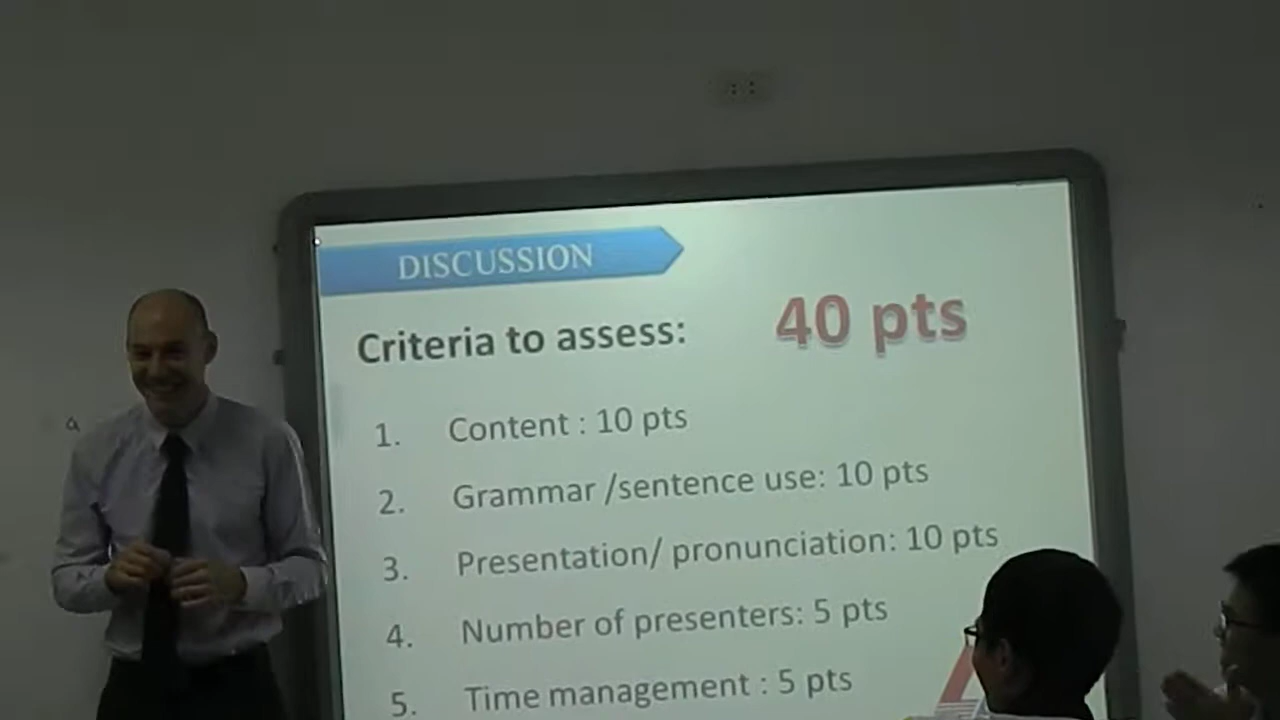 DISCUSSION
Criteria to assess: 40 pts
1. Content : 10 pts
2. Grammar /sentence use: 10 pts
3. Presentation/ pronunciation: 10 pts
4. Number of presenters: 5 pts
5. Time management : 5 pts